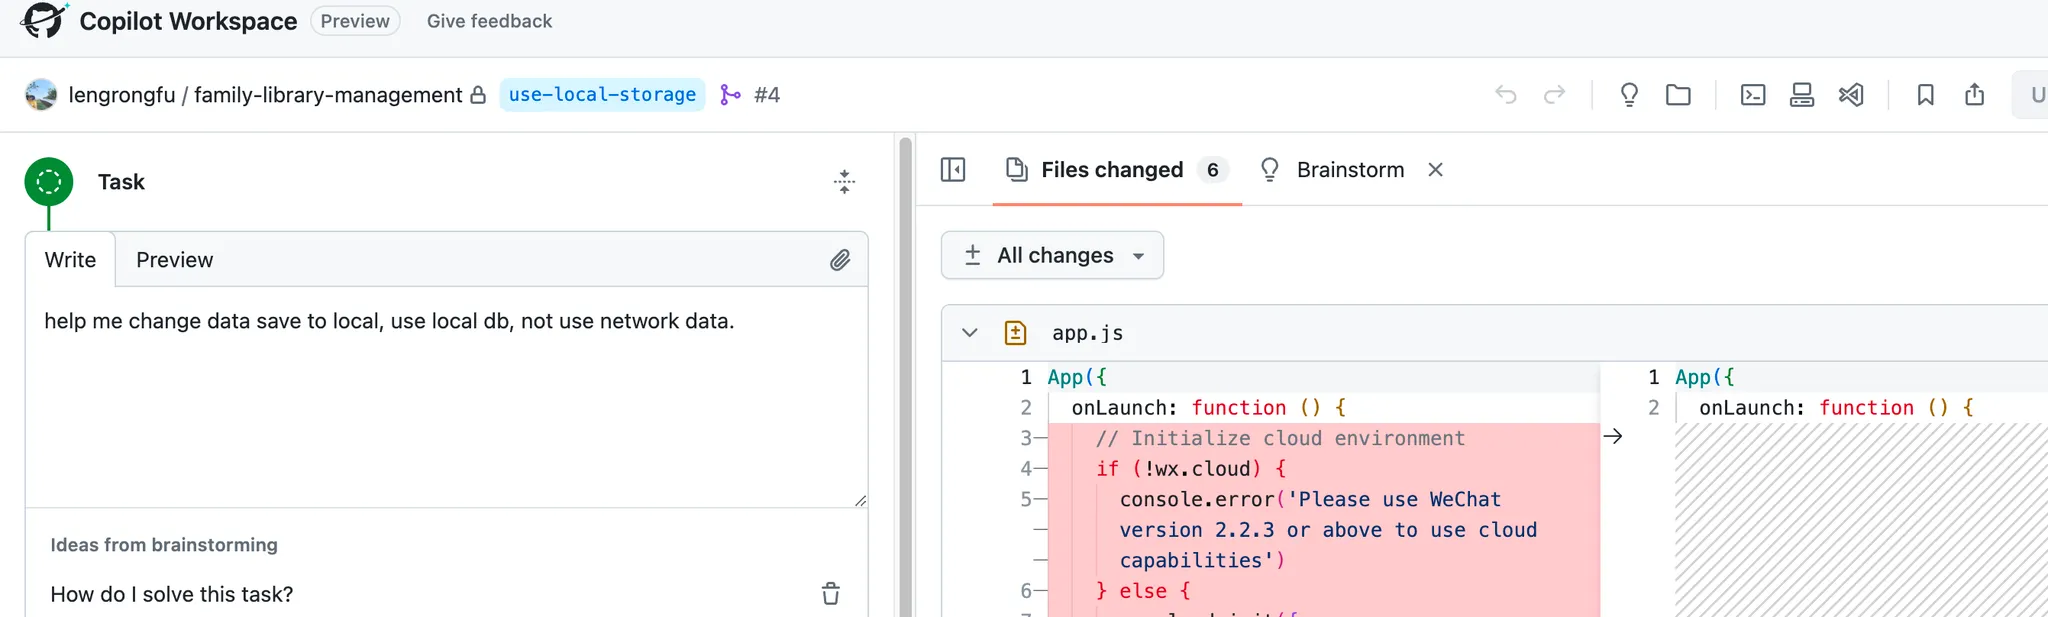 Copilot Workspace Preview Give feedback
lengrongfu / family-library-management use-local-storage #4
Task
Write Preview
help me change data save to local, use local db, not use network data.
Ideas from brainstorming
How do I solve this task?
Files changed 6 Brainstorm
All changes
app.js
1 App({
2 onLaunch: function () {
3 // Initialize cloud environment
4 if (!wx.cloud) {
5 console.error('Please use WeChat
version 2.2.3 or above to use cloud
capabilities')
6 } else {
1 App({
2 onLaunch: function () {